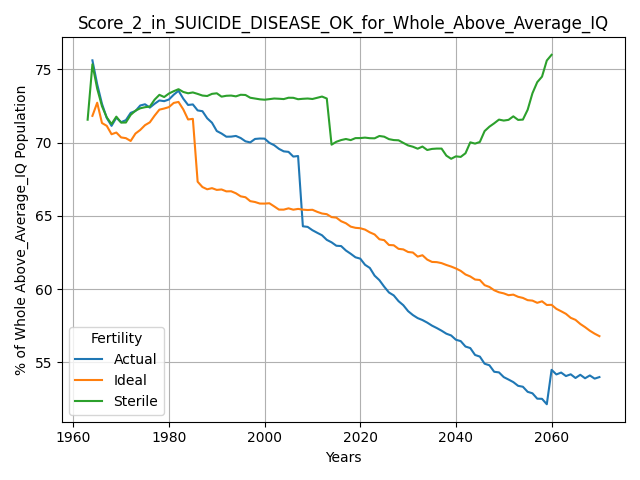 Score_2_in_SUICIDE_DISEASE_OK_for_Whole_Above_Average_IQ
% of Whole Above_Average_IQ Population
75
70
65
60
55
Fertility
Actual
Ideal
Sterile
1960
1980
2000
2020
2040
2060
Years